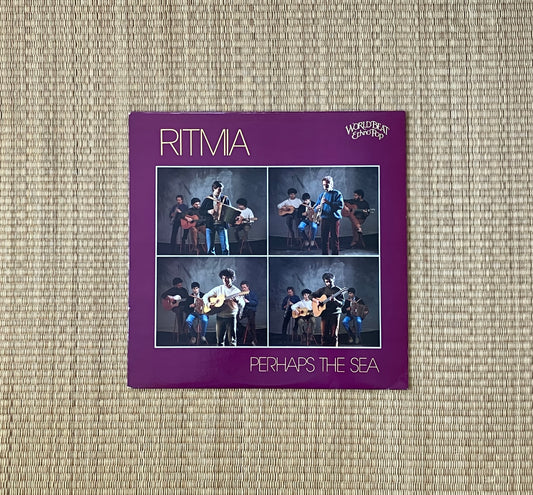 RITMIA
WORLD BEAT
ETHNO POP
PERHAPS THE SEA